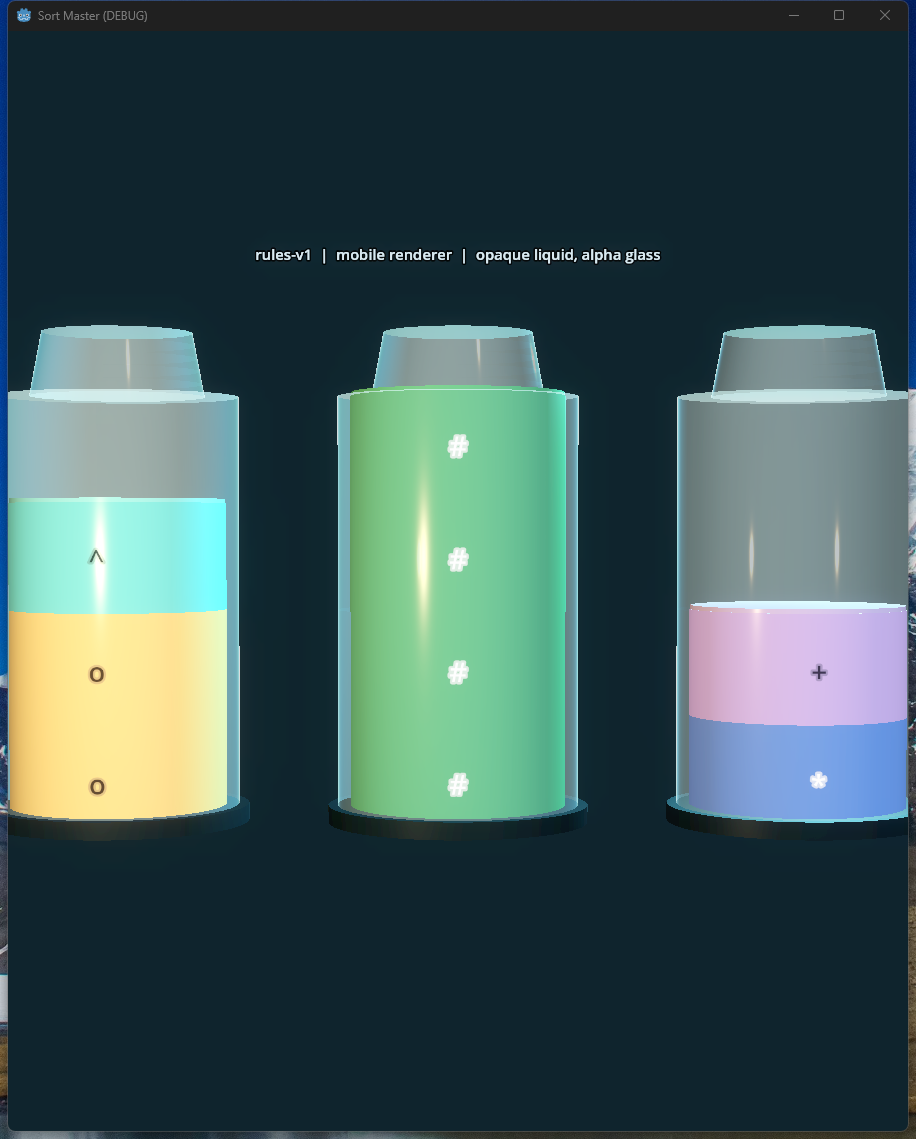 Sort Master (DEBUG)
rules-v1 | mobile renderer | opaque liquid, alpha glass
#
^
#
O
#
+
O
#
*